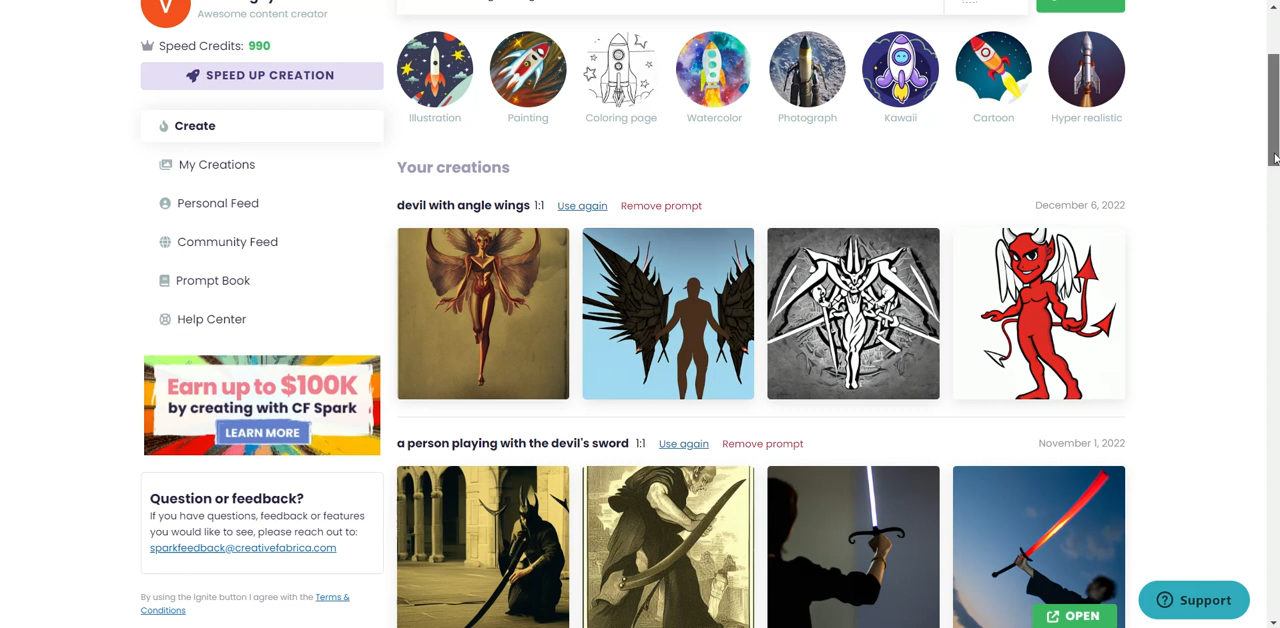 V
Awesome content creator
Speed Credits: 990
SPEED UP CREATION
Create
My Creations
Personal Feed
Community Feed
Prompt Book
Help Center
Earn up to $100K
by creating with CF Spark
LEARN MORE
Question or feedback?
If you have questions, feedback or features
you would like to see, please reach out to:
sparkfeedback@creativefabrica.com
By using the Ignite button I agree with the Terms &
Conditions
Illustration Painting Coloring page Watercolor Photograph Kawaii Cartoon Hyper realistic
Your creations
devil with angle wings 1:1 Use again Remove prompt December 6, 2022
a person playing with the devil's sword 1:1 Use again Remove prompt November 1, 2022
OPEN
Support